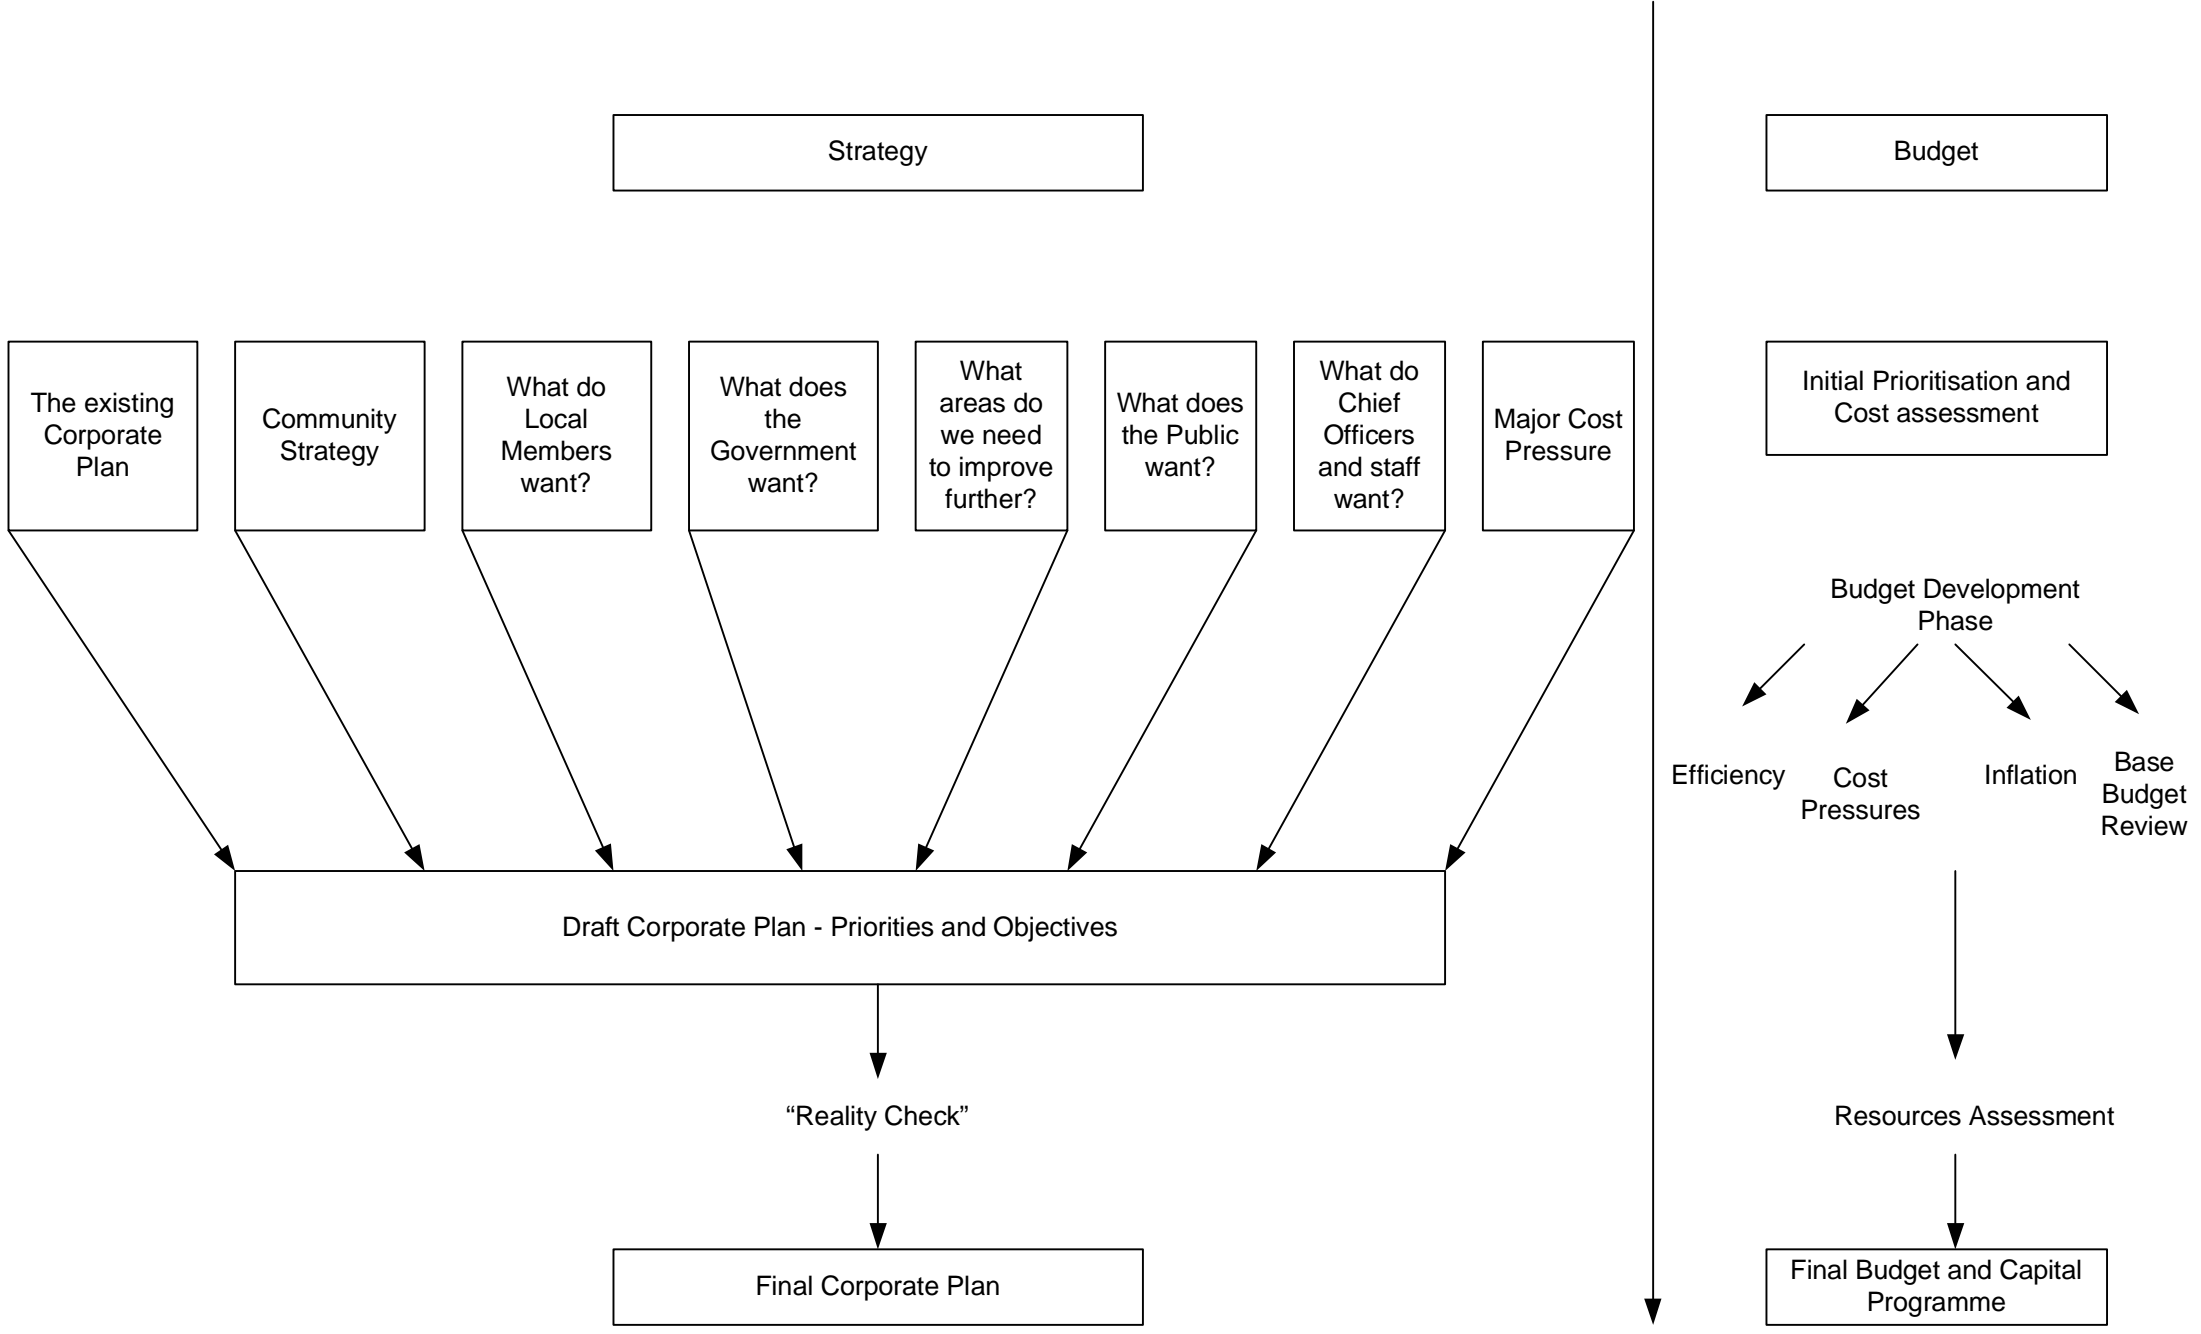 Strategy
Budget
The existing
Corporate
Plan
Community
Strategy
What do
Local
Members
want?
What does
the
Government
want?
What
areas do
we need
to improve
further?
What does
the Public
want?
What do
Chief
Officers
and staff
want?
Major Cost
Pressure
Initial Prioritisation and
Cost assessment
Budget Development
Phase
Efficiency
Cost
Pressures
Inflation
Base
Budget
Review
Draft Corporate Plan - Priorities and Objectives
“Reality Check”
Resources Assessment
Final Corporate Plan
Final Budget and Capital
Programme